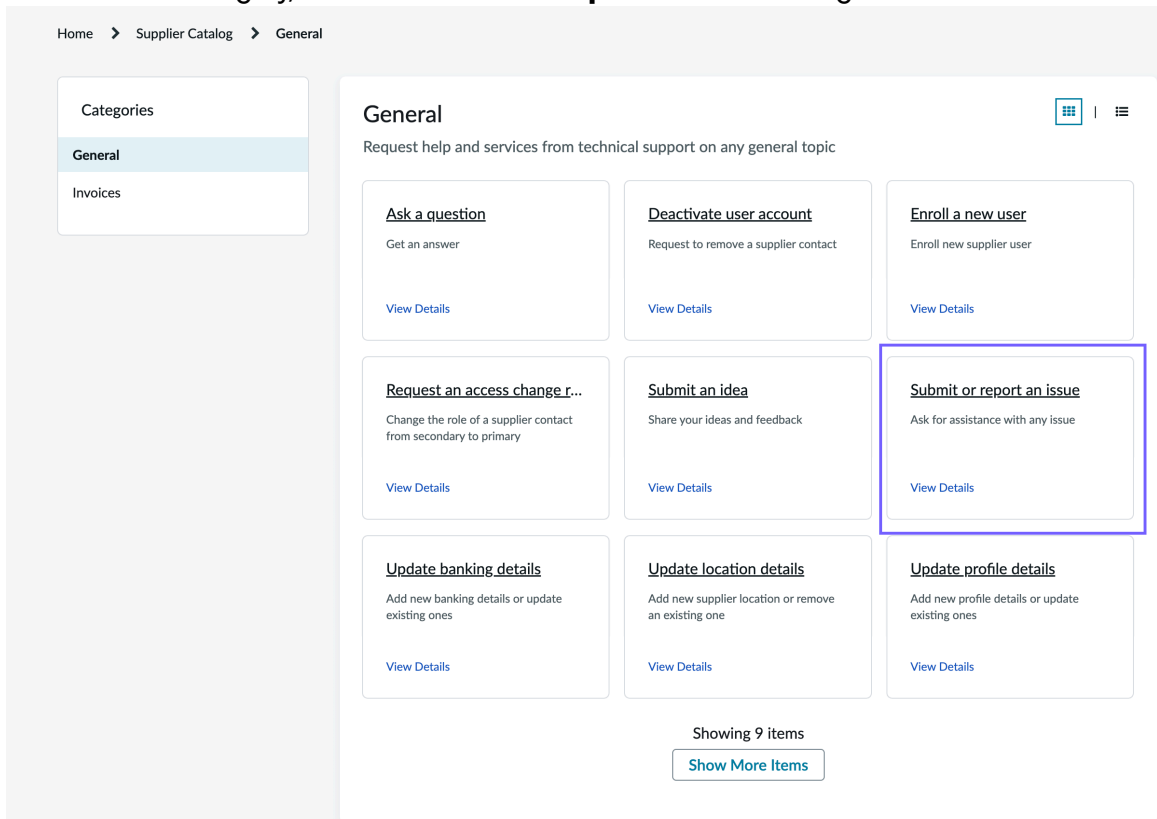 Home > Supplier Catalog > General
Categories
General
Invoices
General
Request help and services from technical support on any general topic
Ask a question
Get an answer
View Details
Deactivate user account
Request to remove a supplier contact
View Details
Enroll a new user
Enroll new supplier user
View Details
Request an access change r...
Change the role of a supplier contact
from secondary to primary
View Details
Submit an idea
Share your ideas and feedback
View Details
Submit or report an issue
Ask for assistance with any issue
View Details
Update banking details
Add new banking details or update
existing ones
View Details
Update location details
Add new supplier location or remove
an existing one
View Details
Update profile details
Add new profile details or update
existing ones
View Details
Showing 9 items
Show More Items